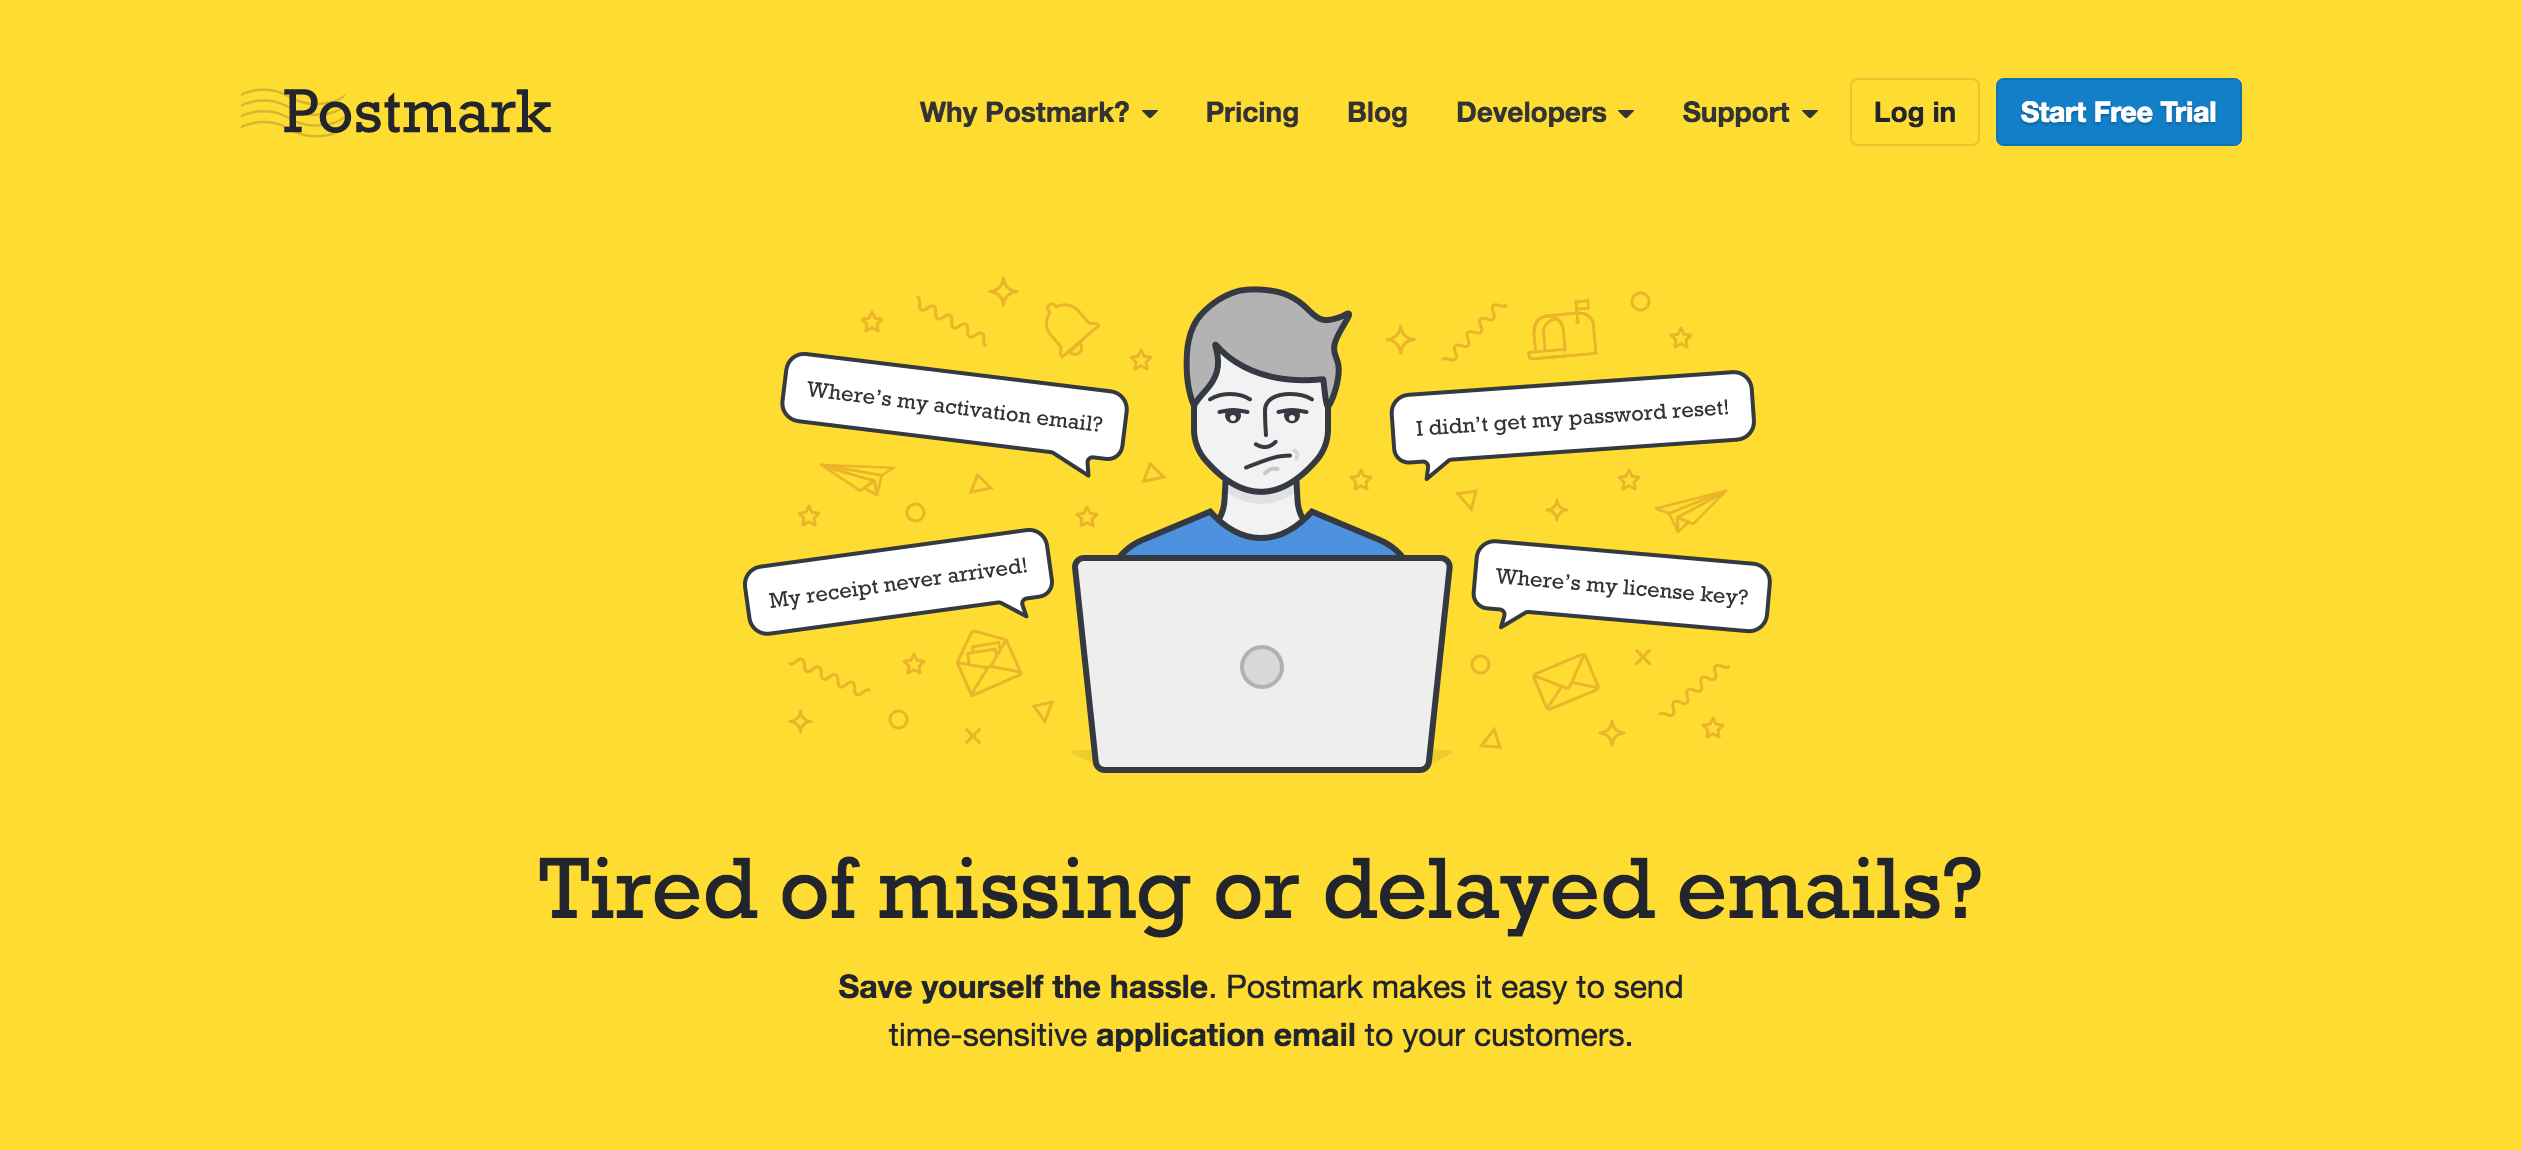 Postmark
Why Postmark?
Pricing
Blog
Developers
Support
Log in
Start Free Trial
Where’s my activation email?
I didn’t get my password reset!
My receipt never arrived!
Where’s my license key?
Tired of missing or delayed emails?
Save yourself the hassle. Postmark makes it easy to send
time-sensitive application email to your customers.